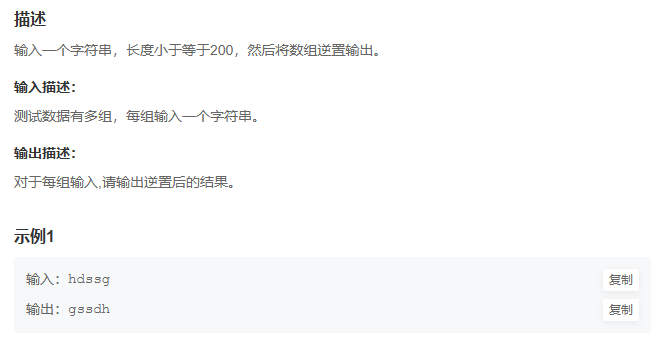 描述
输入一个字符串，长度小于等于200，然后将数组逆置输出。
输入描述：
测试数据有多组，每组输入一个字符串。
输出描述：
对于每组输入,请输出逆置后的结果。
示例1
输入：hdssg 复制
输出：gssdh 复制